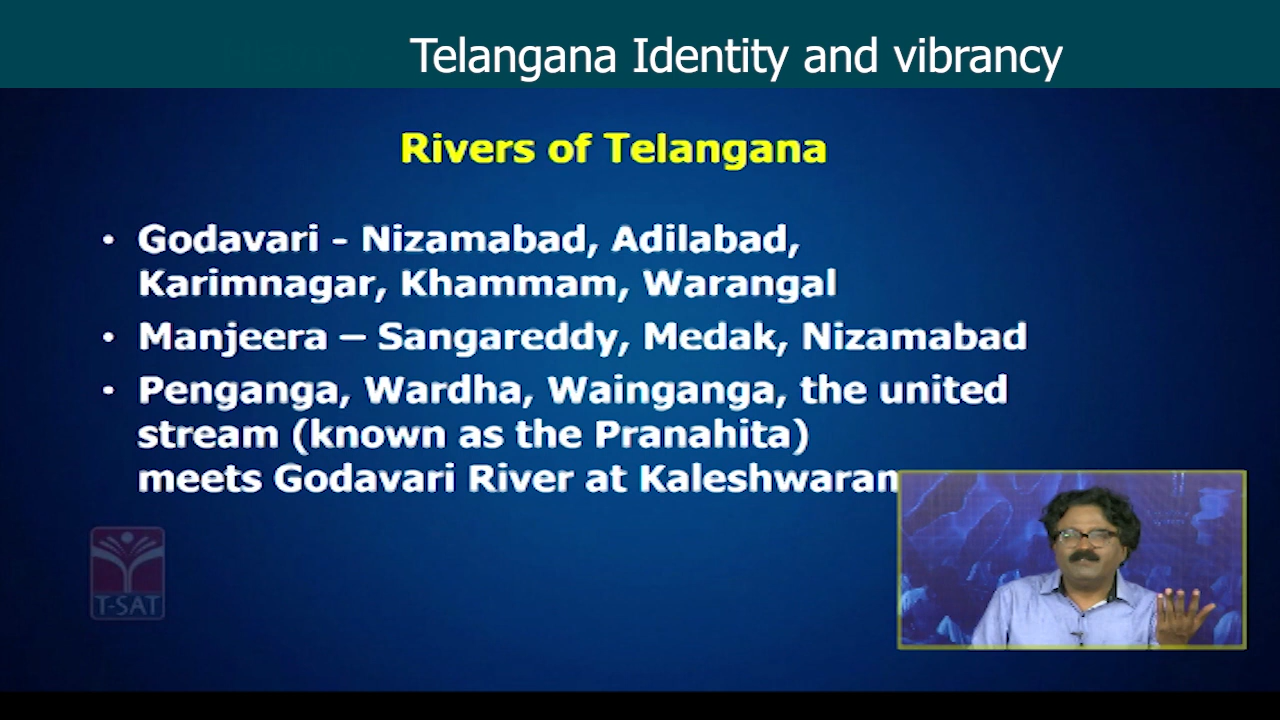 History Telangana Identity and vibrancy
Rivers of Telangana
• Godavari - Nizamabad, Adilabad,
Karimnagar, Khammam, Warangal
• Manjeera – Sangareddy, Medak, Nizamabad
• Penganga, Wardha, Wainganga, the united
stream (known as the Pranahita)
meets Godavari River at Kaleshwaram
T-SAT